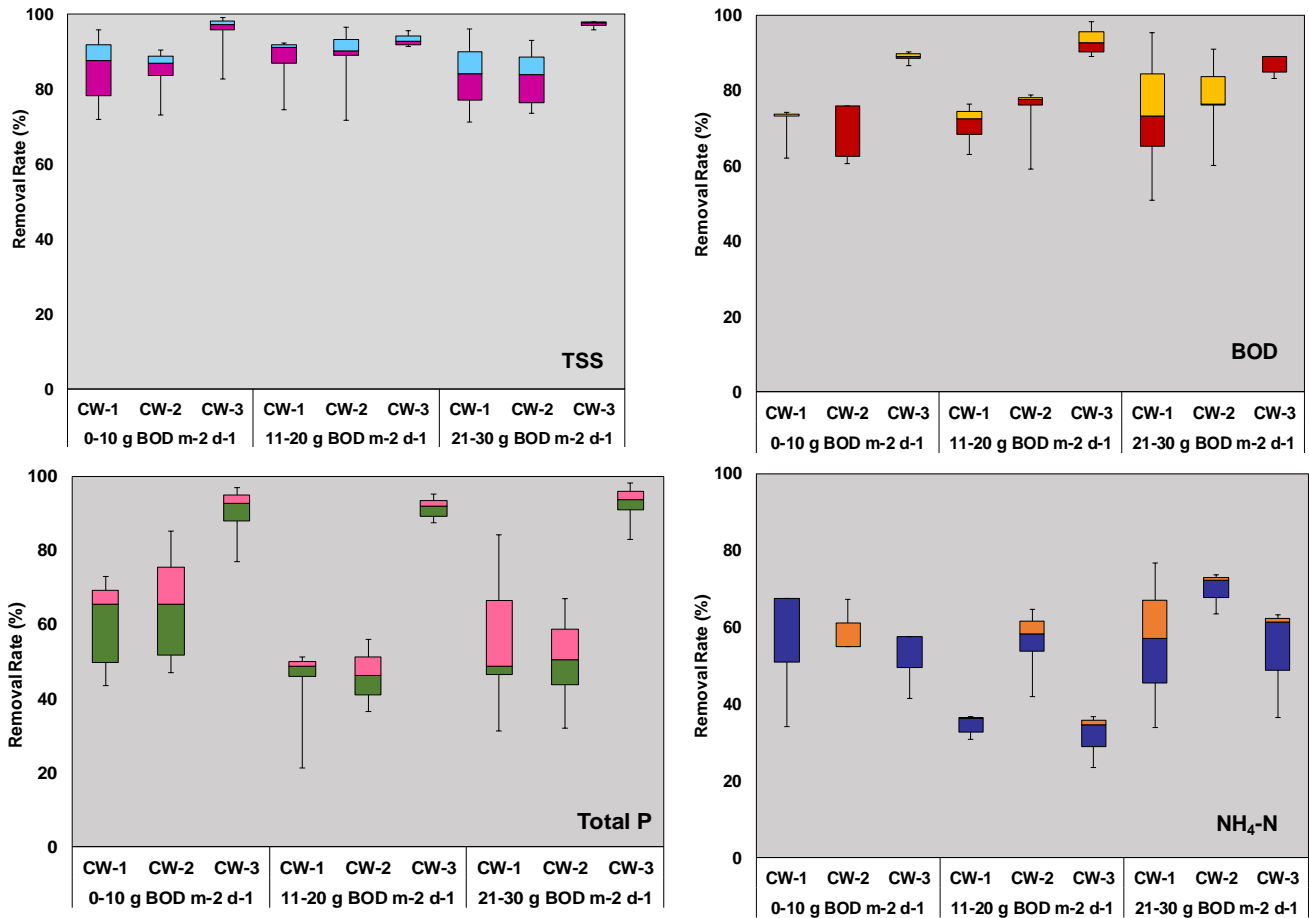 100
80
60
40
20
0
Removal Rate (%)
TSS
CW-1 CW-2 CW-3 CW-1 CW-2 CW-3 CW-1 CW-2 CW-3
0-10 g BOD m-2 d-1 11-20 g BOD m-2 d-1 21-30 g BOD m-2 d-1
100
80
60
40
20
0
Removal Rate (%)
BOD
CW-1 CW-2 CW-3 CW-1 CW-2 CW-3 CW-1 CW-2 CW-3
0-10 g BOD m-2 d-1 11-20 g BOD m-2 d-1 21-30 g BOD m-2 d-1
100
80
60
40
20
0
Removal Rate (%)
Total P
CW-1 CW-2 CW-3 CW-1 CW-2 CW-3 CW-1 CW-2 CW-3
0-10 g BOD m-2 d-1 11-20 g BOD m-2 d-1 21-30 g BOD m-2 d-1
100
80
60
40
20
0
Removal Rate (%)
NH₄-N
CW-1 CW-2 CW-3 CW-1 CW-2 CW-3 CW-1 CW-2 CW-3
0-10 g BOD m-2 d-1 11-20 g BOD m-2 d-1 21-30 g BOD m-2 d-1